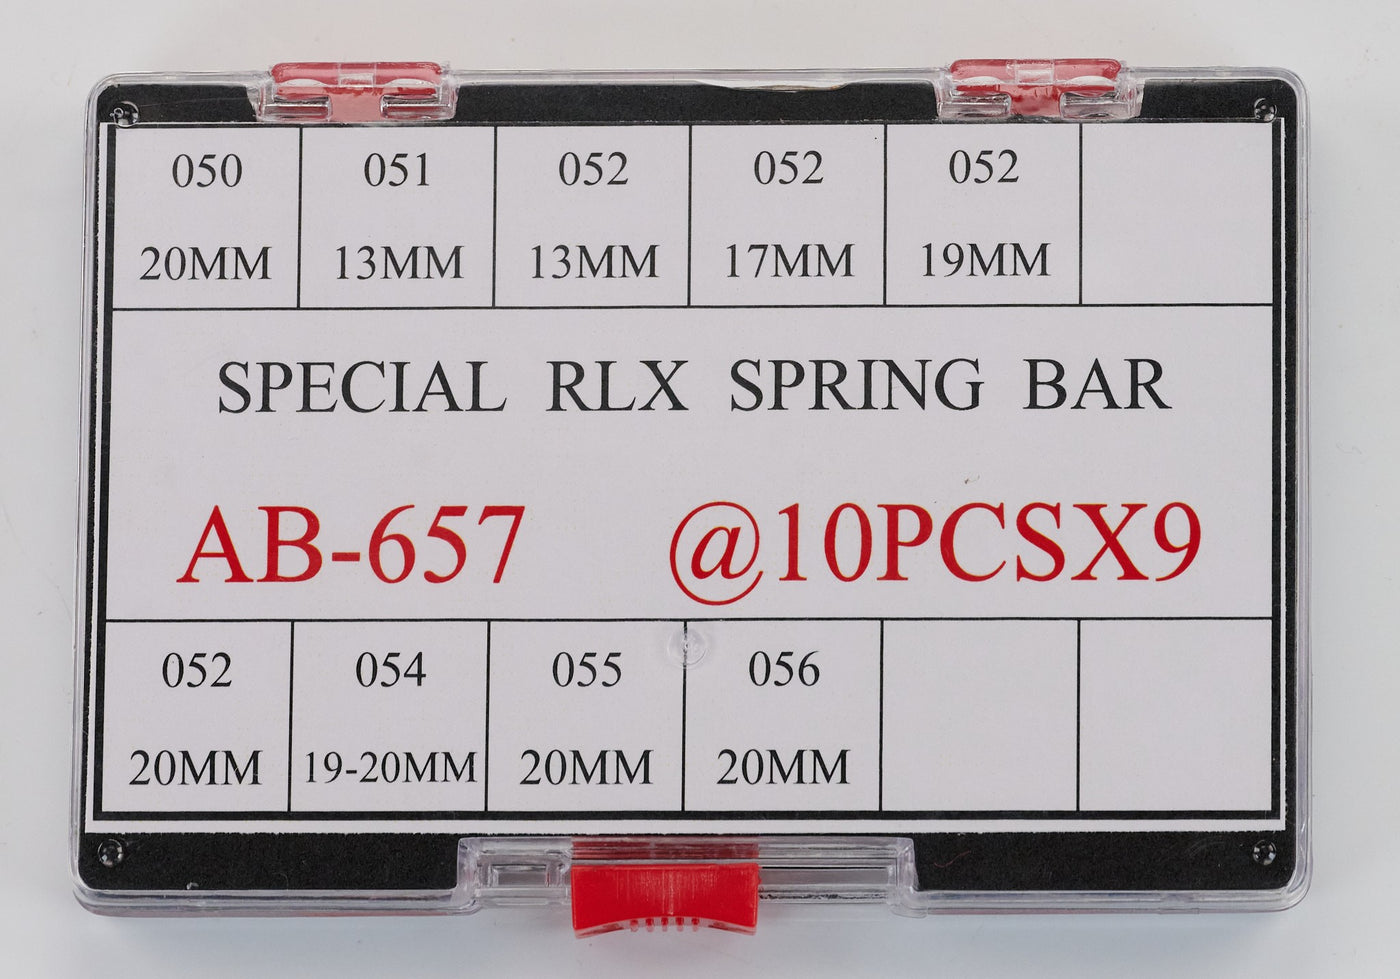 050 051 052 052 052
20MM 13MM 13MM 17MM 19MM
SPECIAL RLX SPRING BAR
AB-657 @10PCSX9
052 054 055 056
20MM 19-20MM 20MM 20MM